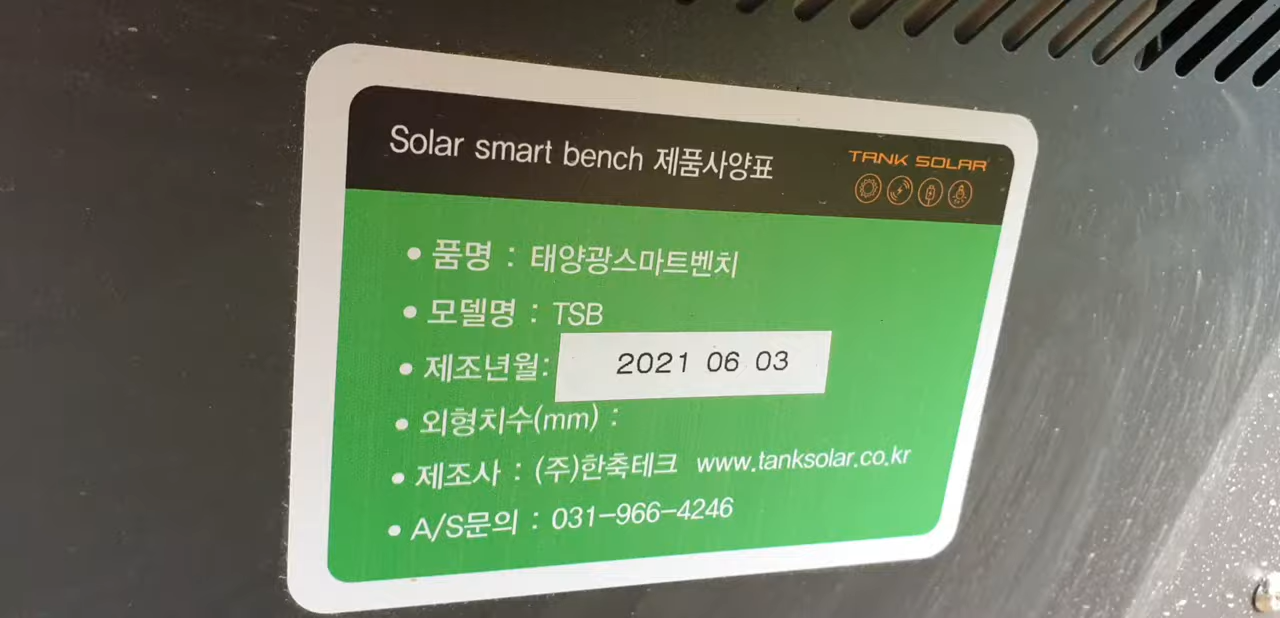 Solar smart bench 제품사양표
TANK SOLAR
• 품명 : 태양광스마트벤치
• 모델명 : TSB
• 제조년월: 2021 06 03
• 외형치수(mm) :
• 제조사 : (주)한축테크 www.tanksolar.co.kr
• A/S문의 : 031-966-4246